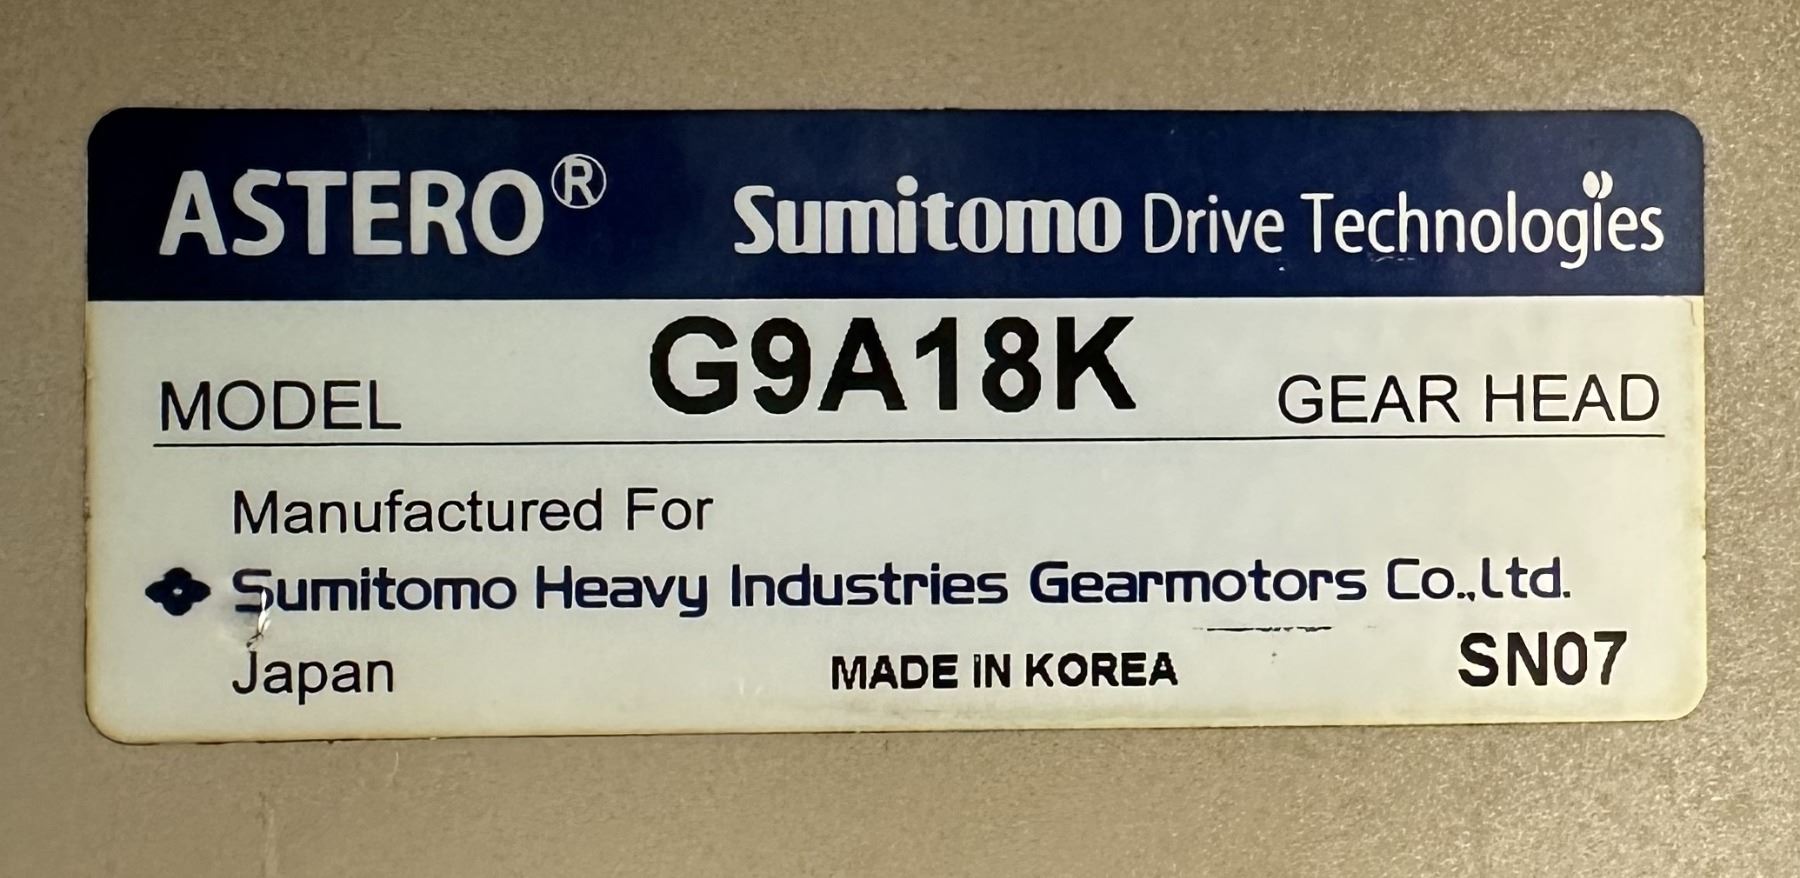 ASTERO® Sumitomo Drive Technologies
MODEL G9A18K GEAR HEAD
Manufactured For
Sumitomo Heavy Industries Gearmotors Co.,Ltd.
Japan MADE IN KOREA SN07